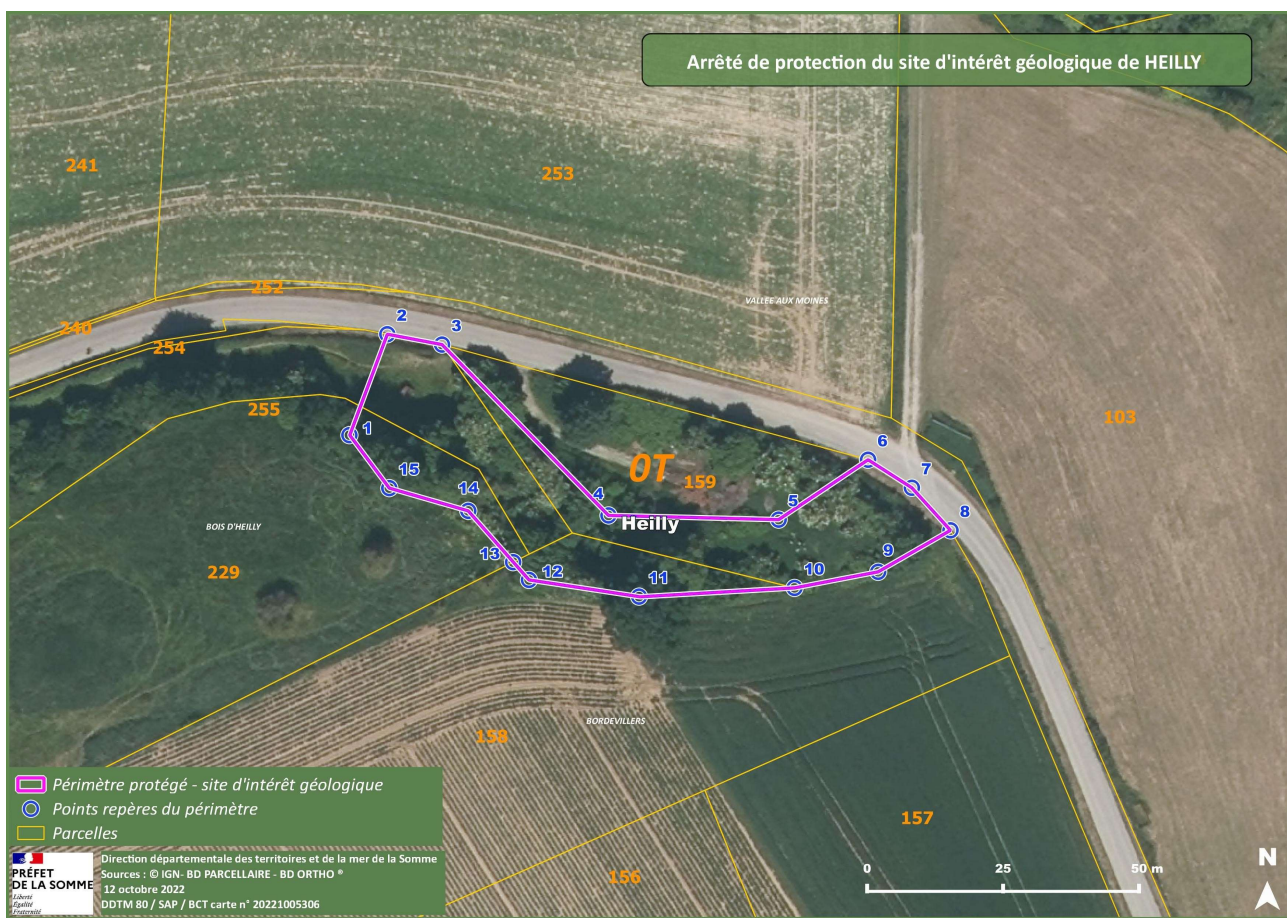 Arrêté de protection du site d'intérêt géologique de HEILLY
241
253
252
VALLEE AUX MOINES
240
2
3
254
255
103
1
6
0T
159
7
15
14
4
5
8
Heilly
BOIS D'HEILLY
13
9
229
12
11
10
BORDEVILLERS
158
157
156
Périmètre protégé - site d'intérêt géologique
Points repères du périmètre
Parcelles
PRÉFET
DE LA SOMME
Liberté
Égalité
Fraternité
Direction départementale des territoires et de la mer de la Somme
Sources : © IGN- BD PARCELLAIRE - BD ORTHO ®
12 octobre 2022
DDTM 80 / SAP / BCT carte n° 20221005306
0 25 50 m
N